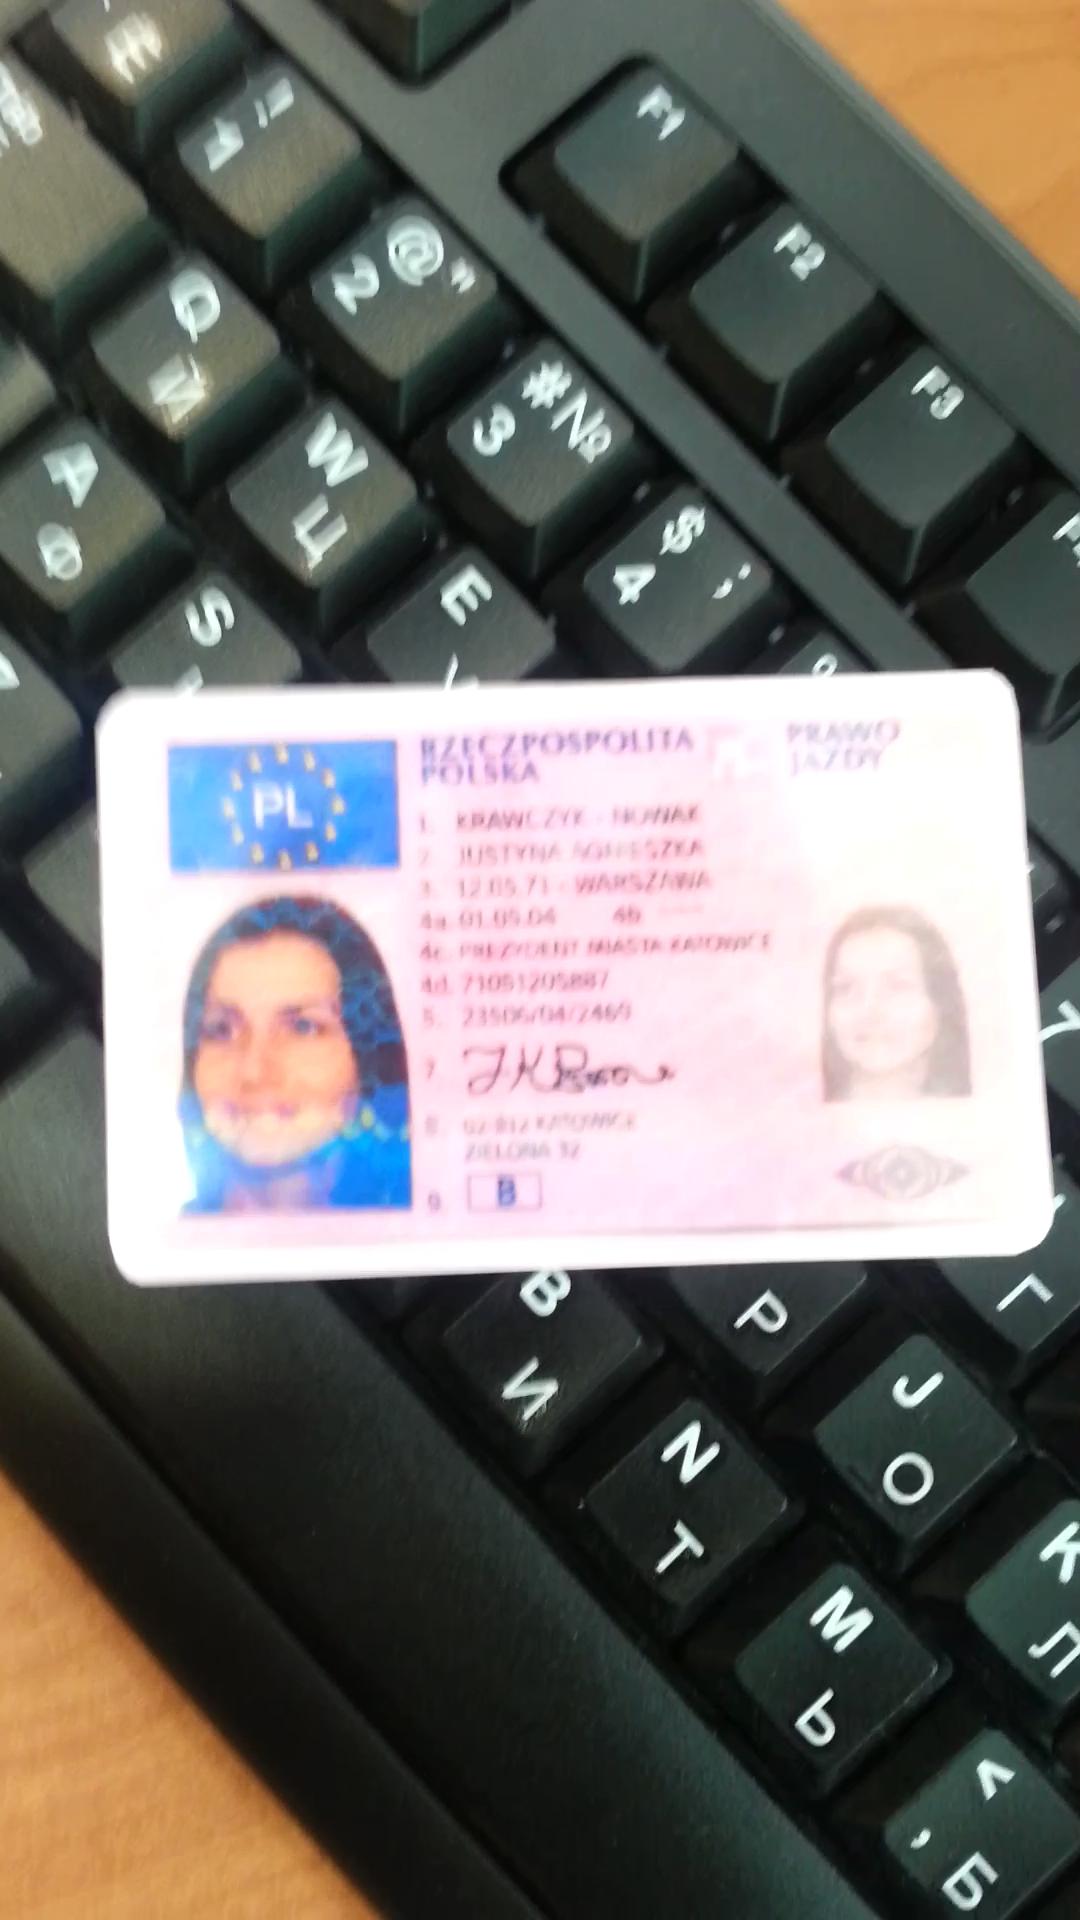 F1
F2
F3
@ "
2
# №
3
$ ;
4
Q
Й
W
Ц
E
A
Ф
S
PL
RZECZPOSPOLITA
POLSKA
PRAWO
JAZDY
1. KRAWCZYK - NOWAK
2. JUSTYNA AGNIESZKA
3. 12.05.71 - WARSZAWA
4a. 01.05.04 4b. -----
4c. PREZYDENT MIASTA KATOWICE
4d. 71051205887
5. 23506/04/2469
7.
8. 02-812 KATOWICE
ZIELONA 32
9. B
B
И
Р
Г
N
Т
J
О
M
Ь
K
Л
<
, Б